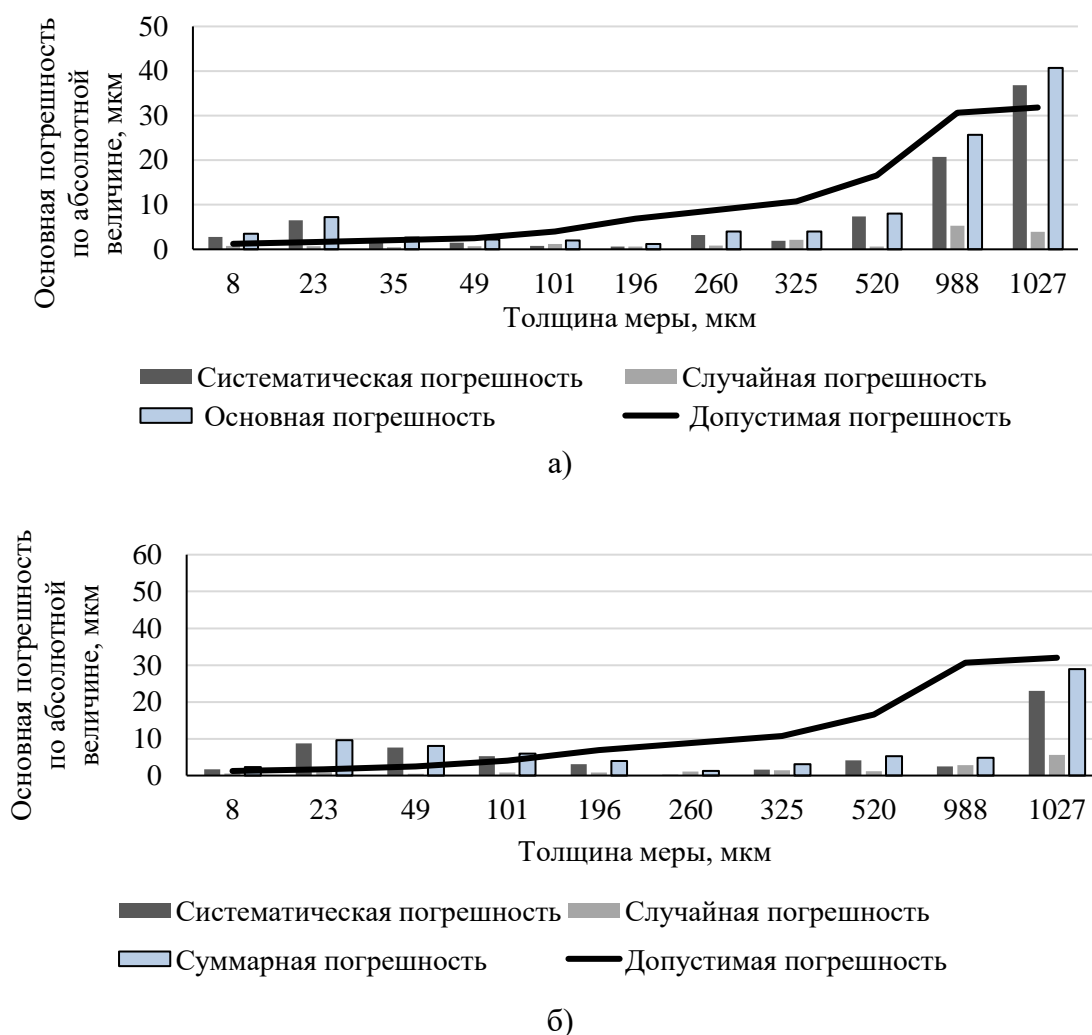 Основная погрешность
по абсолютной
величине, мкм
50
40
30
20
10
0
8 23 35 49 101 196 260 325 520 988 1027
Толщина меры, мкм
Систематическая погрешность Случайная погрешность
Основная погрешность Допустимая погрешность
а)
Основная погрешность
по абсолютной
величине, мкм
60
50
40
30
20
10
0
8 23 49 101 196 260 325 520 988 1027
Толщина меры, мкм
Систематическая погрешность Случайная погрешность
Суммарная погрешность Допустимая погрешность
б)